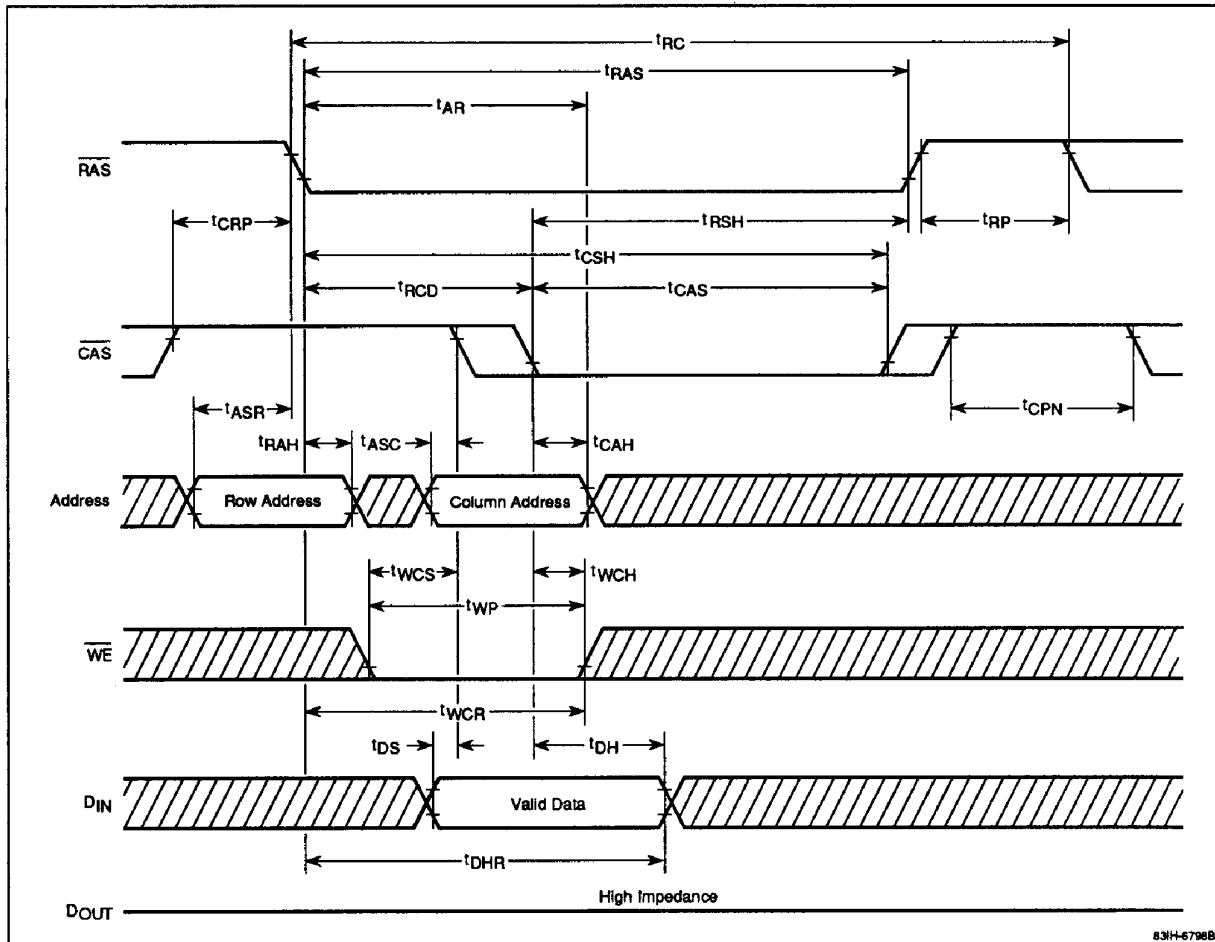 tRC
tRAS
tAR
RAS
tCRP
tRSH
tRP
tCSH
tRCD
tCAS
CAS
tASR
tCPN
tRAH
tASC
tCAH
Address
Row Address
Column Address
tWCS
tWCH
tWP
WE
tWCR
tDS
tDH
DIN
Valid Data
tDHR
High Impedance
DOUT
83IH-6798B